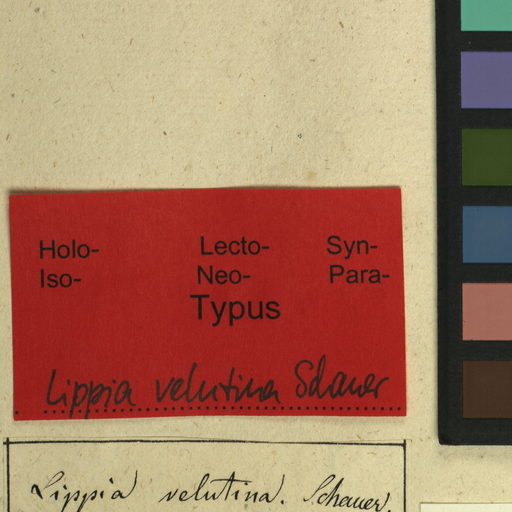 Holo- Lecto- Syn-
Iso- Neo- Para-
Typus
Lippia velutina Schauer
Lippia velutina. Schauer.